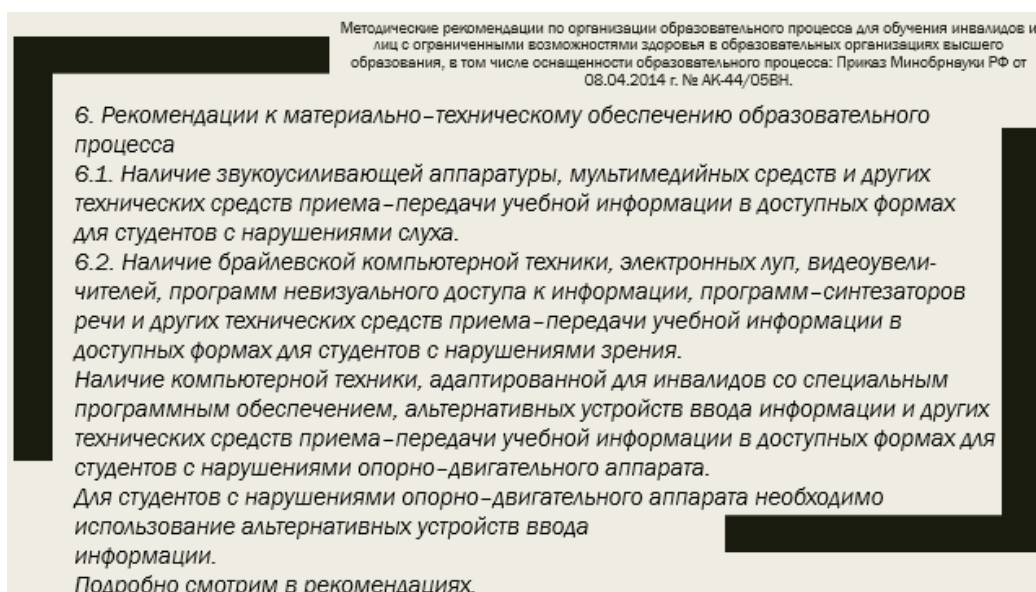 Методические рекомендации по организации образовательного процесса для обучения инвалидов и
лиц с ограниченными возможностями здоровья в образовательных организациях высшего
образования, в том числе оснащенности образовательного процесса: Приказ Минобрнауки РФ от
08.04.2014 г. № АК-44/05ВН.
6. Рекомендации к материально–техническому обеспечению образовательного
процесса
6.1. Наличие звукоусиливающей аппаратуры, мультимедийных средств и других
технических средств приема–передачи учебной информации в доступных формах
для студентов с нарушениями слуха.
6.2. Наличие брайлевской компьютерной техники, электронных луп, видеоувели-
чителей, программ невизуального доступа к информации, программ–синтезаторов
речи и других технических средств приема–передачи учебной информации в
доступных формах для студентов с нарушениями зрения.
Наличие компьютерной техники, адаптированной для инвалидов со специальным
программным обеспечением, альтернативных устройств ввода информации и других
технических средств приема–передачи учебной информации в доступных формах для
студентов с нарушениями опорно–двигательного аппарата.
Для студентов с нарушениями опорно–двигательного аппарата необходимо
использование альтернативных устройств ввода
информации.
Подробно смотрим в рекомендациях.